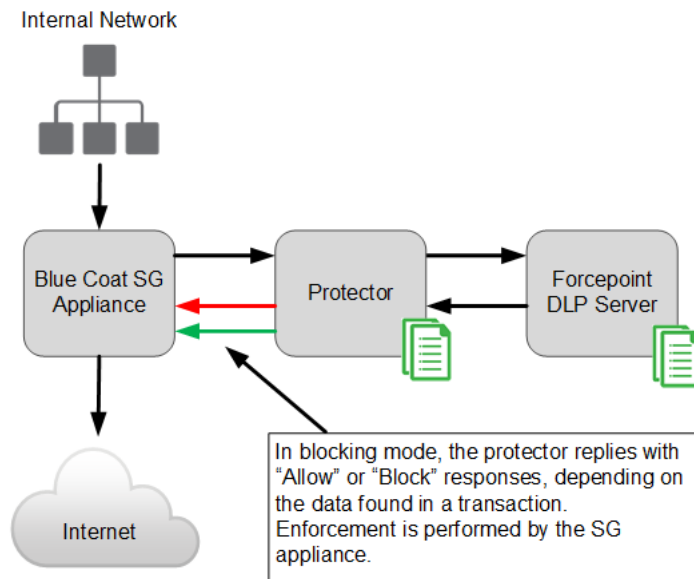 Internal Network
Blue Coat SG
Appliance
Protector
Forcepoint
DLP Server
In blocking mode, the protector replies with
“Allow” or “Block” responses, depending on
the data found in a transaction.
Enforcement is performed by the SG
appliance.
Internet